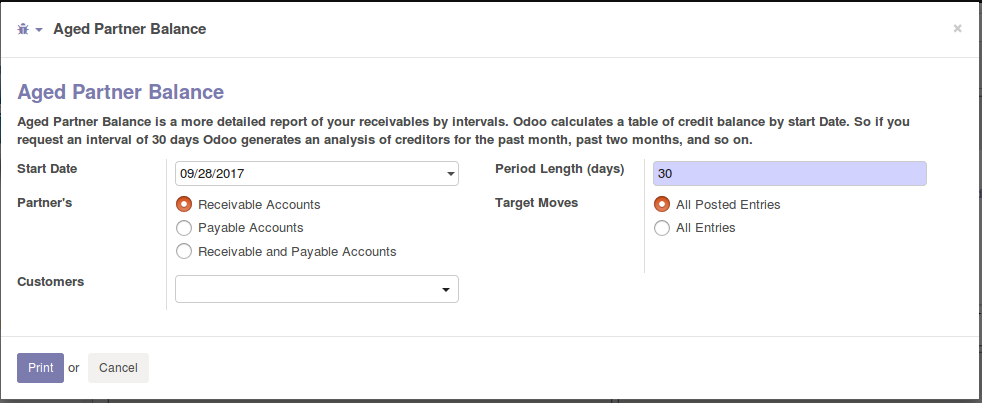 Aged Partner Balance
×
Aged Partner Balance
Aged Partner Balance is a more detailed report of your receivables by intervals. Odoo calculates a table of credit balance by start Date. So if you
request an interval of 30 days Odoo generates an analysis of creditors for the past month, past two months, and so on.
Start Date
09/28/2017
Period Length (days)
30
Partner's
Receivable Accounts
Payable Accounts
Receivable and Payable Accounts
Target Moves
All Posted Entries
All Entries
Customers
Print or Cancel